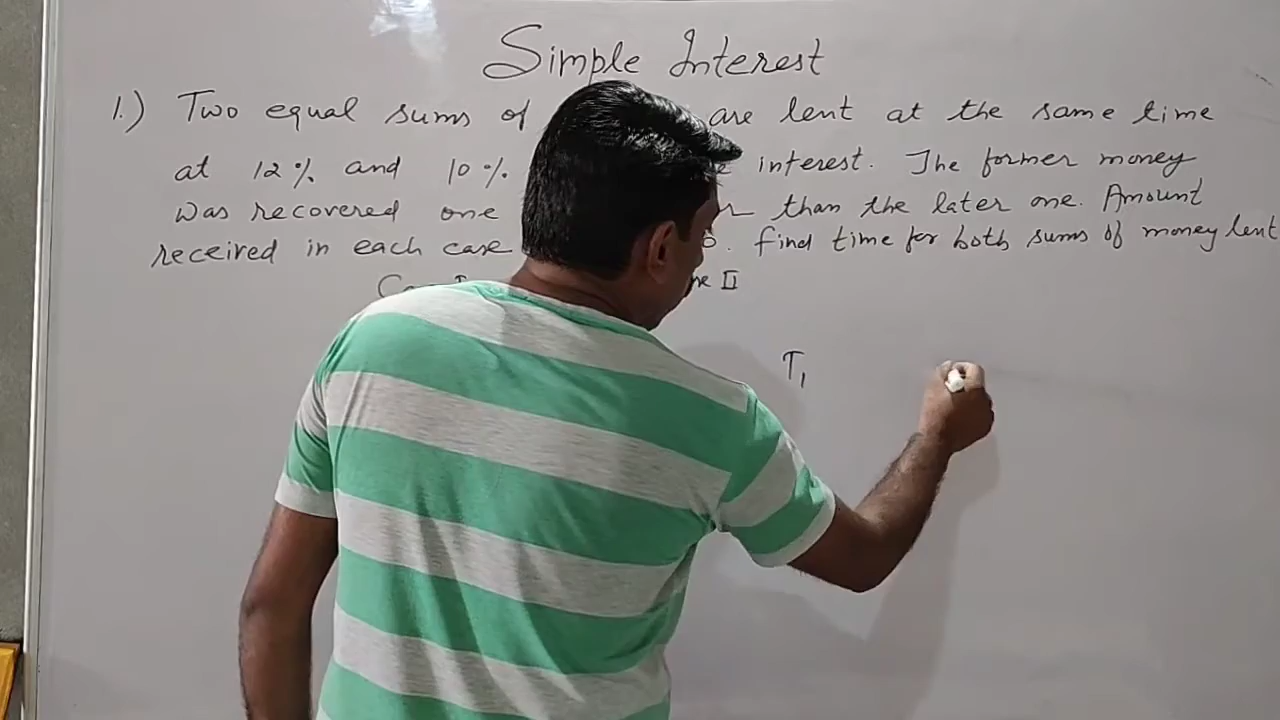 Simple Interest
1.) Two equal sums of are lent at the same time
at 12% and 10% interest. The former money
was recovered one than the later one. Amount
received in each case . find time for both sums of money lent
II
T1